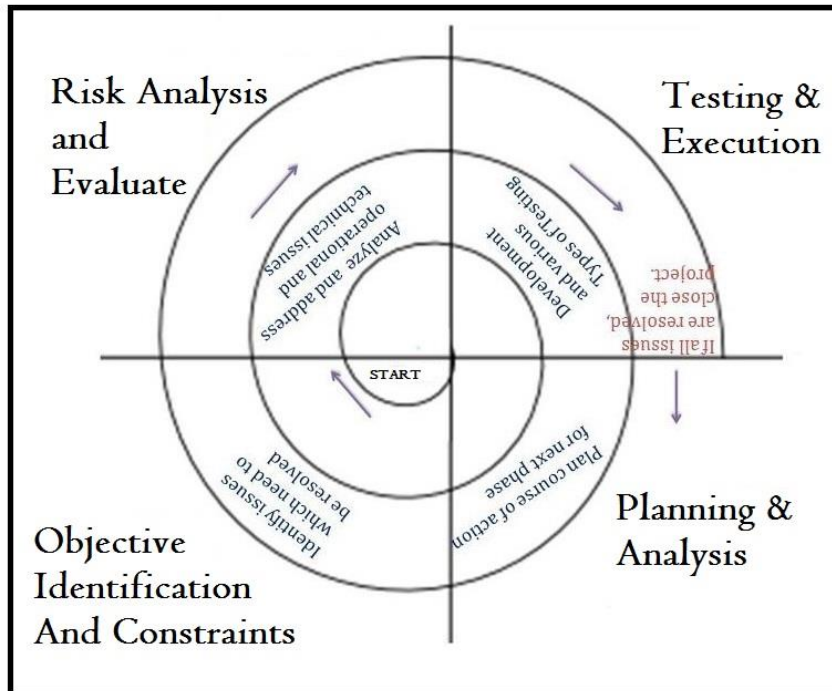 Risk Analysis
and
Evaluate
Testing &
Execution
Analyze and address
operational and
technical issues
Development
and various
Types of Testing
If all issues
are resolved,
close the
project.
START
Identify issues
which need to
be resolved
Plan course of action
for next phase
Objective
Identification
And Constraints
Planning &
Analysis